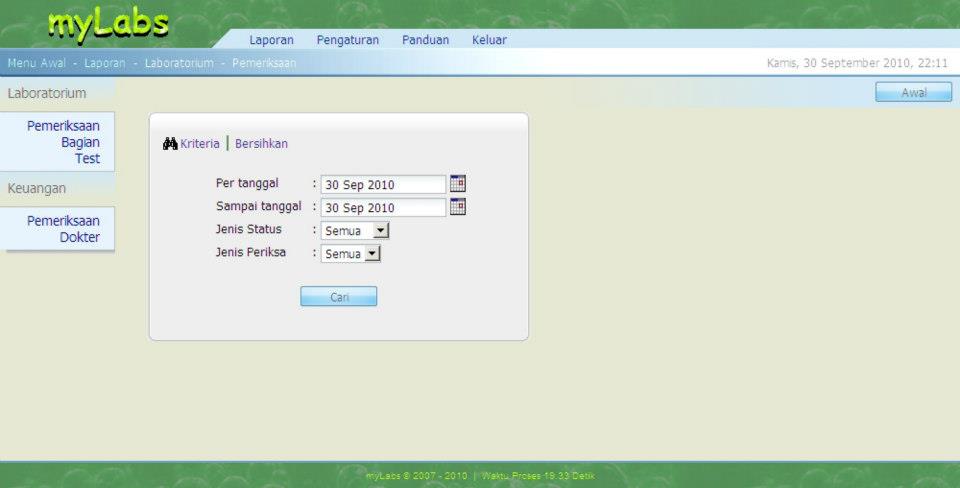 myLabs
Laporan Pengaturan Panduan Keluar
Menu Awal - Laporan - Laboratorium - Pemeriksaan
Kamis, 30 September 2010, 22:11
Awal
Laboratorium
Pemeriksaan
Bagian
Test
Keuangan
Pemeriksaan
Dokter
Kriteria | Bersihkan
Per tanggal : 30 Sep 2010
Sampai tanggal : 30 Sep 2010
Jenis Status : Semua
Jenis Periksa : Semua
Cari
myLabs © 2007 - 2010 | Waktu Proses 19.33 Detik